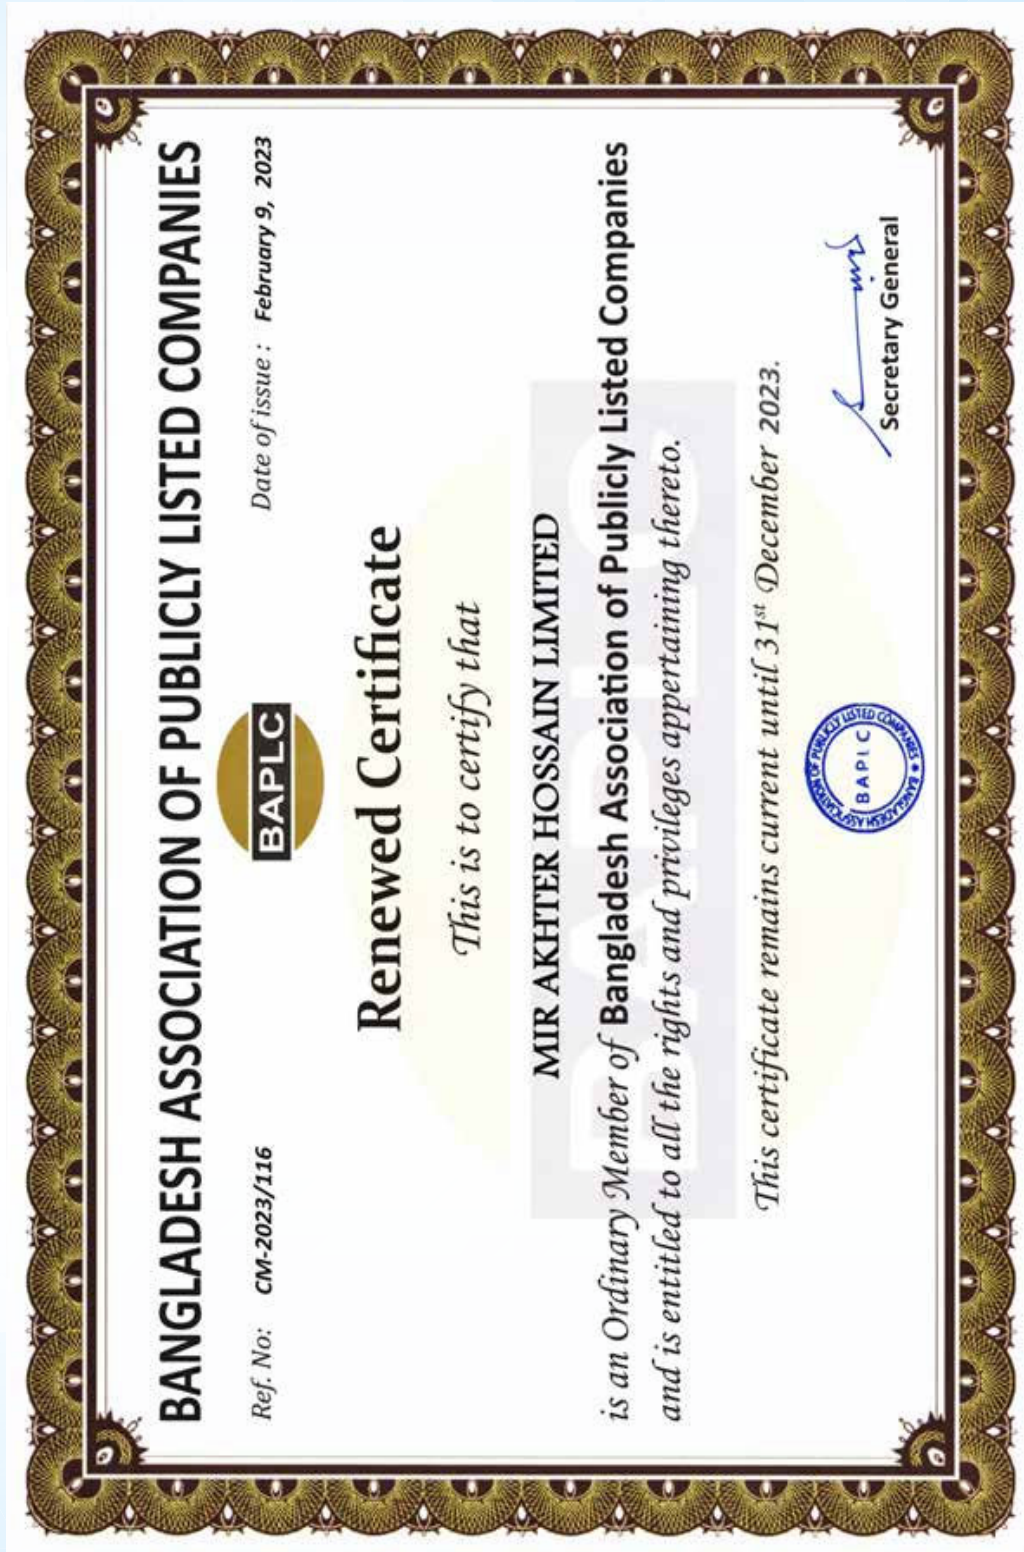 BANGLADESH ASSOCIATION OF PUBLICLY LISTED COMPANIES
Ref. No: CM-2023/116
BAPLC
Date of issue : February 9, 2023
Renewed Certificate
This is to certify that
MIR AKHTER HOSSAIN LIMITED
is an Ordinary Member of Bangladesh Association of Publicly Listed Companies
and is entitled to all the rights and privileges appertaining thereto.
This certificate remains current until 31st December 2023.
BANGLADESH ASSOCIATION OF PUBLICLY LISTED COMPANIES
BAPLC
Secretary General
BAPLC